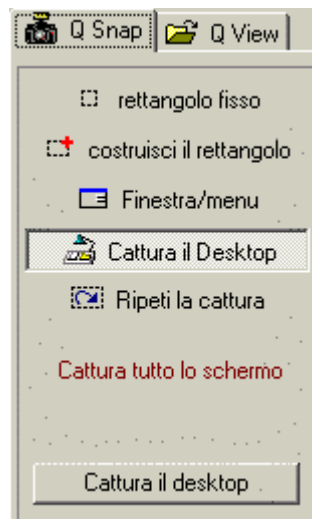 Q Snap Q View
rettangolo fisso
costruisci il rettangolo
Finestra/menu
Cattura il Desktop
Ripeti la cattura
Cattura tutto lo schermo
Cattura il desktop